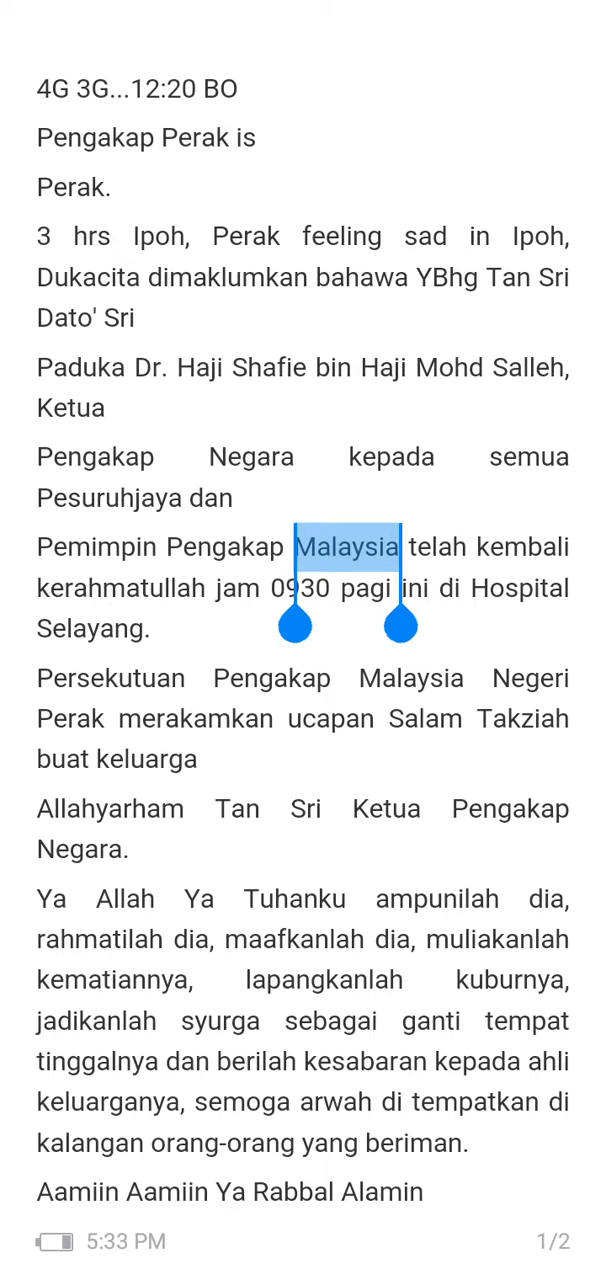 4G 3G...12:20 BO
Pengakap Perak is
Perak.
3 hrs Ipoh, Perak feeling sad in Ipoh,
Dukacita dimaklumkan bahawa YBhg Tan Sri
Dato' Sri
Paduka Dr. Haji Shafie bin Haji Mohd Salleh,
Ketua
Pengakap Negara kepada semua
Pesuruhjaya dan
Pemimpin Pengakap Malaysia telah kembali
kerahmatullah jam 0930 pagi ini di Hospital
Selayang.
Persekutuan Pengakap Malaysia Negeri
Perak merakamkan ucapan Salam Takziah
buat keluarga
Allahyarham Tan Sri Ketua Pengakap
Negara.
Ya Allah Ya Tuhanku ampunilah dia,
rahmatilah dia, maafkanlah dia, muliakanlah
kematiannya, lapangkanlah kuburnya,
jadikanlah syurga sebagai ganti tempat
tinggalnya dan berilah kesabaran kepada ahli
keluarganya, semoga arwah di tempatkan di
kalangan orang-orang yang beriman.
Aamiin Aamiin Ya Rabbal Alamin
5:33 PM 1/2